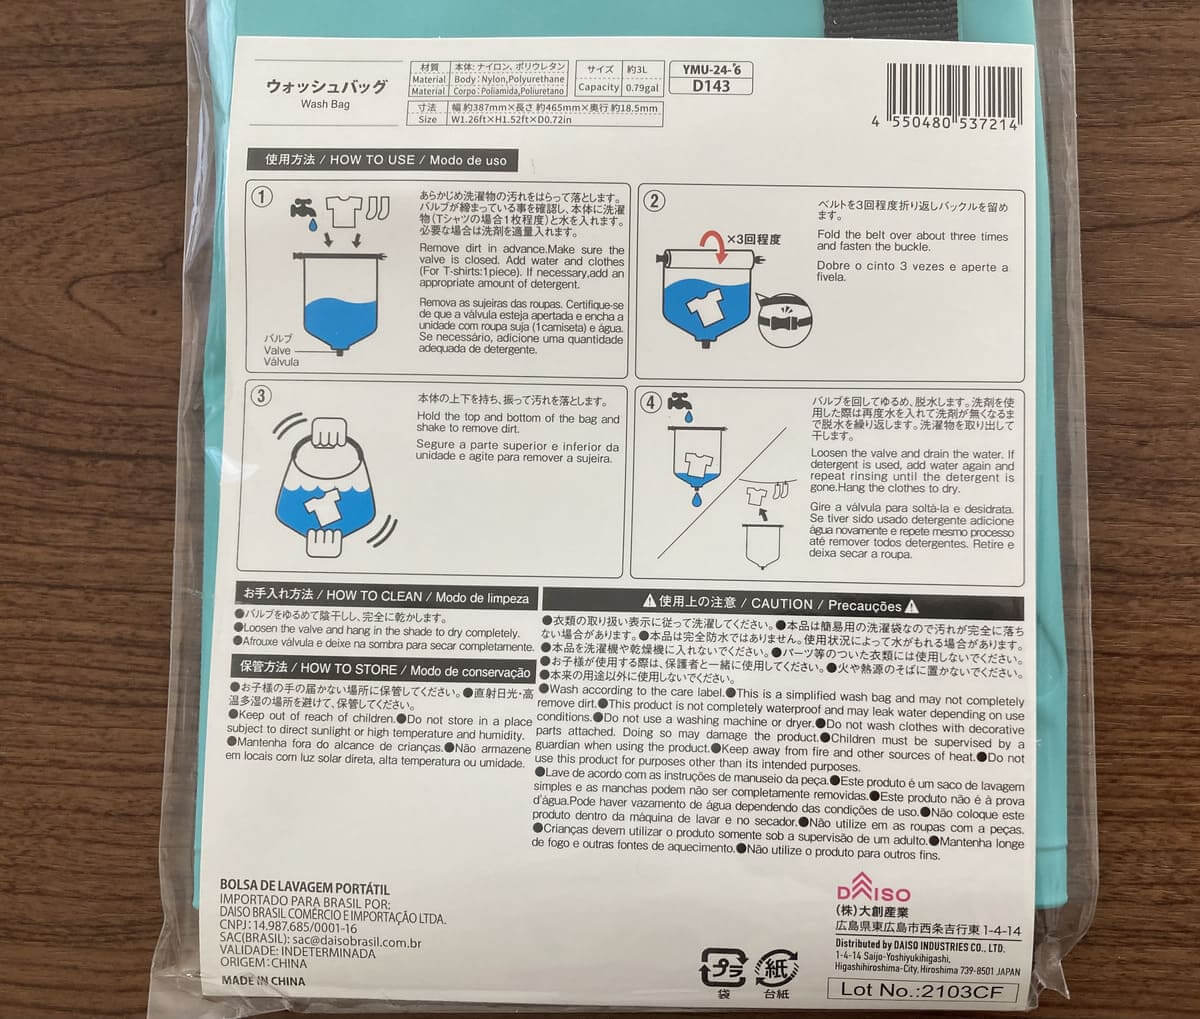 ウォッシュバッグ
Wash Bag
材質 本体: ナイロン、ポリウレタン
Material Body: Nylon,Polyurethane
Material Corpo: Poliamida,Poliuretano
サイズ 約3L
Capacity 0.79gal
YMU-24-'6
D143
寸法 幅 約387mm×長さ 約465mm×奥行 約18.5mm
Size W1.26ft×H1.52ft×D0.72in
4 550480 537214
使用方法 / HOW TO USE / Modo de uso
①
あらかじめ洗濯物の汚れをはらって落とします。
バルブが締まっている事を確認し、本体に洗濯
物(Tシャツの場合1枚程度)と水を入れます。
必要な場合は洗剤を適量入れます。
Remove dirt in advance.Make sure the
valve is closed. Add water and clothes
(For T-shirts:1piece). If necessary,add an
appropriate amount of detergent.
Remova as sujeiras das roupas. Certifique-se
de que a válvula esteja apertada e encha a
unidade com roupa suja (1camiseta) e água.
Se necessário, adicione uma quantidade
adequada de detergente.
バルブ
Valve
Válvula
②
×3回程度
ベルトを3回程度折り返しバックルを留め
ます。
Fold the belt over about three times
and fasten the buckle.
Dobre o cinto 3 vezes e aperte a
fivela.
③
本体の上下を持ち、振って汚れを落とします。
Hold the top and bottom of the bag and
shake to remove dirt.
Segure a parte superior e inferior da
unidade e agite para remover a sujeira.
④
バルブを回してゆるめ、脱水します。洗剤を使
用した際は再度水を入れて洗剤が無くなるま
で脱水を繰り返します。洗濯物を取り出して
干します。
Loosen the valve and drain the water. If
detergent is used, add water again and
repeat rinsing until the detergent is
gone.Hang the clothes to dry.
Gire a válvula para soltá-la e desidrata.
Se tiver sido usado detergente adicione
água novamente e repete mesmo processo
até remover todos detergentes. Retire e
deixa secar a roupa.
お手入れ方法 / HOW TO CLEAN / Modo de limpeza
●バルブをゆるめて陰干しし、完全に乾かします。
●Loosen the valve and hang in the shade to dry completely.
●Afrouxe válvula e deixe na sombra para secar completamente.
保管方法 / HOW TO STORE / Modo de conservação
●お子様の手の届かない場所に保管してください。●直射日光・高
温多湿の場所を避けて、保管してください。
●Keep out of reach of children.●Do not store in a place
subject to direct sunlight or high temperature and humidity.
●Mantenha fora do alcance de crianças.●Não armazene
em locais com luz solar direta, alta temperatura ou umidade.
⚠使用上の注意 / CAUTION / Precauções⚠
●衣類の取り扱い表示に従って洗濯してください。●本品は簡易用の洗濯袋なので汚れが完全に落ち
ない場合があります。●本品は完全防水ではありません。使用状況によって水がもれる場合があります。
●本品を洗濯機や乾燥機に入れないでください。●パーツ等のついた衣類には使用しないでください。
●お子様が使用する際は、保護者と一緒に使用してください。●火や熱源のそばに置かないでください。
●本来の用途以外に使用しないでください。
●Wash according to the care label.●This is a simplified wash bag and may not completely
remove dirt.●This product is not completely waterproof and may leak water depending on use
conditions.●Do not use a washing machine or dryer.●Do not wash clothes with decorative
parts attached. Doing so may damage the product.●Children must be supervised by a
guardian when using the product.●Keep away from fire and other sources of heat.●Do not
use this product for purposes other than its intended purposes.
●Lave de acordo com as instruções de manuseio da peça.●Este produto é um saco de lavagem
simples e as manchas podem não ser completamente removidas.●Este produto não é à prova
d'água.Pode haver vazamento de água dependendo das condições de uso.●Não coloque este
produto dentro da máquina de lavar e no secador.●Não utilize em as roupas com a peças.
●Crianças devem utilizar o produto somente sob a supervisão de um adulto.●Mantenha longe
de fogo e outras fontes de aquecimento.●Não utilize o produto para outros fins.
BOLSA DE LAVAGEM PORTÁTIL
IMPORTADO PARA BRASIL POR:
DAISO BRASIL COMÉRCIO E IMPORTAÇÃO LTDA.
CNPJ: 14.987.685/0001-16
SAC(BRASIL): sac@daisobrasil.com.br
VALIDADE: INDETERMINADA
ORIGEM:CHINA
MADE IN CHINA
プラ
袋
紙
台紙
DAISO
(株)大創産業
広島県東広島市西条吉行東 1-4-14
Distributed by DAISO INDUSTRIES CO., LTD.
1-4-14 Saijo-Yoshiyukihigashi,
Higashihiroshima-City, Hiroshima 739-8501 JAPAN
Lot No.:2103CF